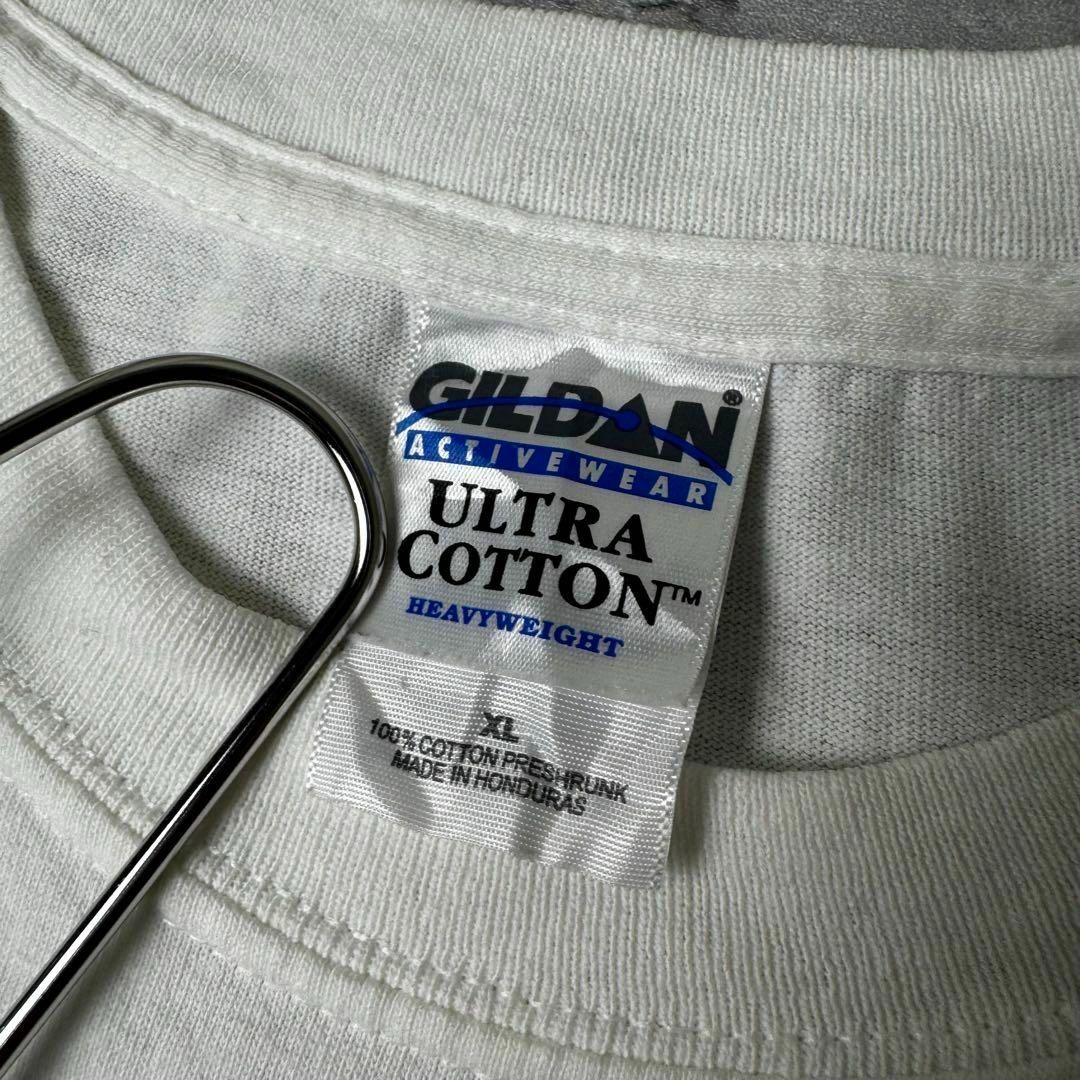 GILDAN®
ACTIVEWEAR
ULTRA
COTTON™
HEAVYWEIGHT
XL
100% COTTON PRESHRUNK
MADE IN HONDURAS